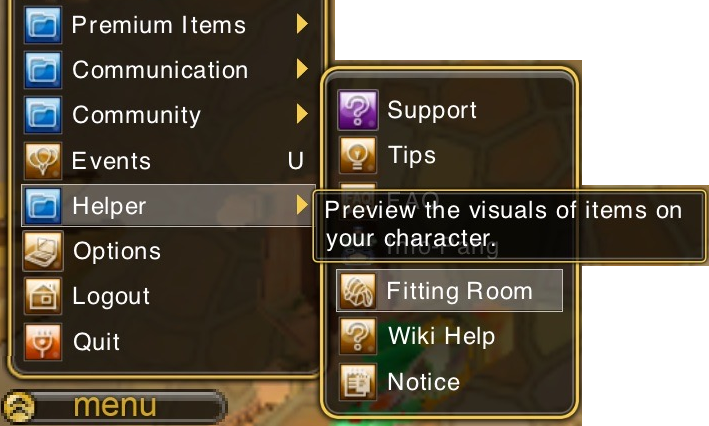 Premium Items
Communication
Community
Events U
Helper
Options
Logout
Quit
menu
Support
Tips
FAQ
Preview the visuals of items on
your character.
Fitting Room
Wiki Help
Notice